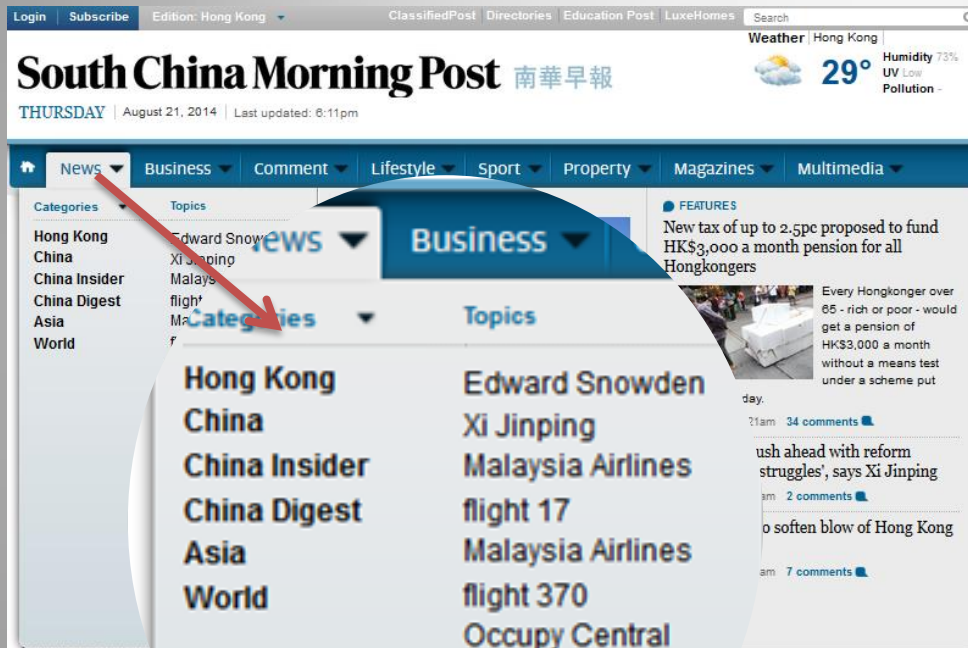 Login Subscribe Edition: Hong Kong ClassifiedPost Directories Education Post LuxeHomes Search
Weather Hong Kong
South China Morning Post 南華早報
29°
Humidity 73%
UV Low
Pollution -
THURSDAY August 21, 2014 Last updated: 6:11pm
News Business Comment Lifestyle Sport Property Magazines Multimedia
Categories
Hong Kong
China
China Insider
China Digest
Asia
World
Topics
Edward
Xi Jinping
Business
Categories
Hong Kong
China
China Insider
China Digest
Asia
World
Topics
Edward Snowden
Xi Jinping
Malaysia Airlines
flight 17
Malaysia Airlines
flight 370
Occupy Central
FEATURES
New tax of up to 2.5pc proposed to fund
HK$3,000 a month pension for all
Hongkongers
Every Hongkonger over
65 - rich or poor - would
get a pension of
HK$3,000 a month
without a means test
under a scheme put
34 comments
ahead with reform
struggles', says Xi Jinping
2 comments
soften blow of Hong Kong
am 7 comments